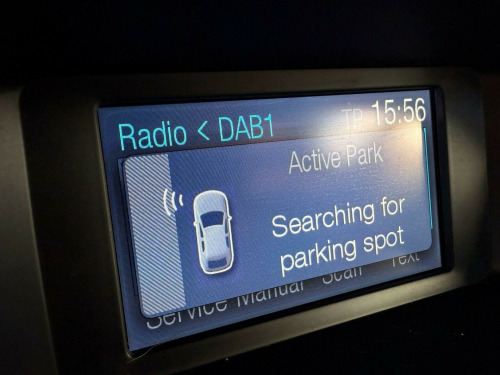 Radio < DAB1
TP 15:56
Active Park
Searching for
parking spot
Service Manual Scan Text